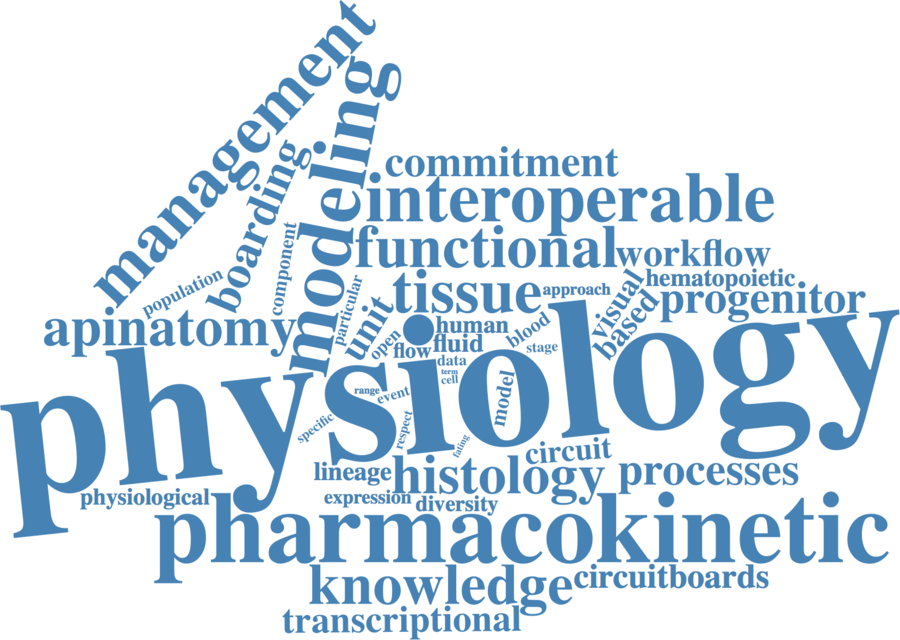 management
modeling
boarding
commitment
interoperable
component
functional
workflow
population
particular
tissue
approach
visual
hematopoietic
based
progenitor
apinatomy
unit
open
human
blood
flow
fluid
stage
data
term
cell
physiology
range
event
model
specific
respect
fating
circuit
lineage
histology
processes
physiological
expression
diversity
pharmacokinetic
knowledge
circuitboards
transcriptional